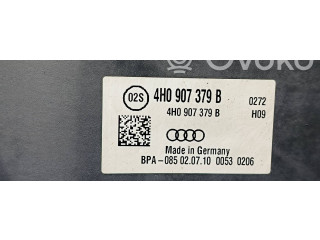 Ovoko
02S
4H0 907 379 B 0272
4H0 907 379 B H09
Made in Germany
BPA-085 02.07.10 0053 0206